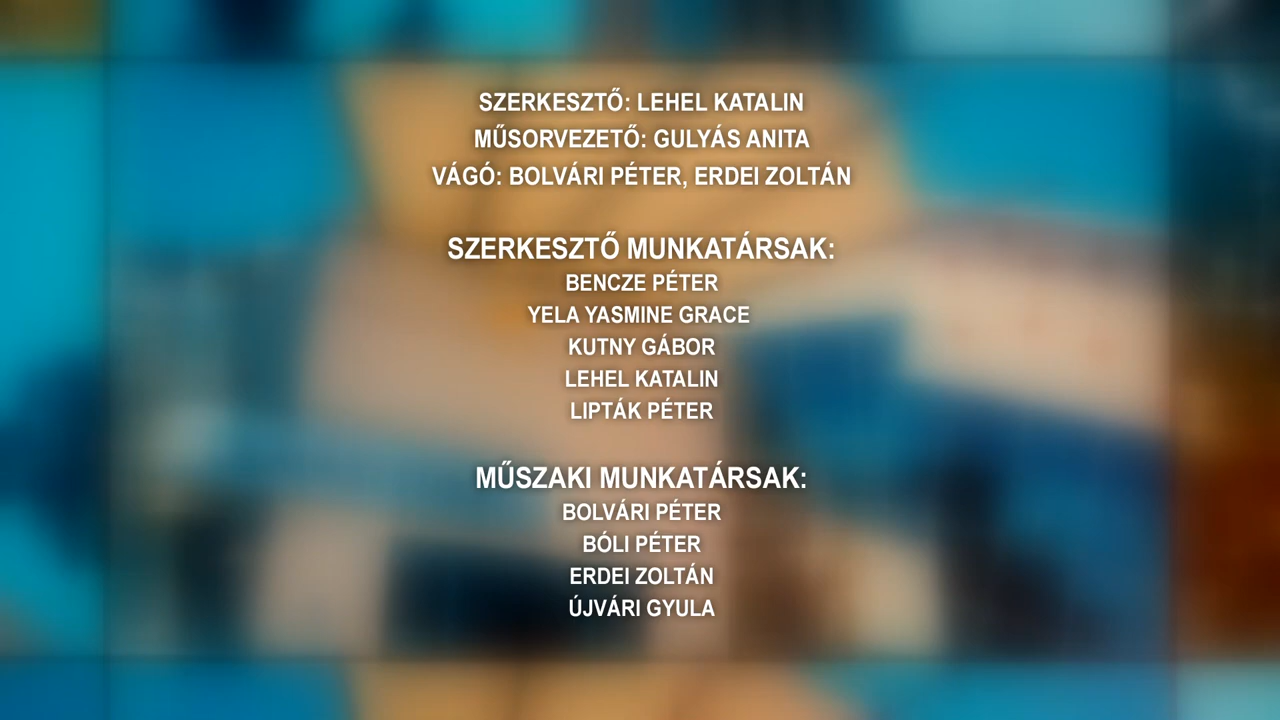 SZERKESZTŐ: LEHEL KATALIN
MŰSORVEZETŐ: GULYÁS ANITA
VÁGÓ: BOLVÁRI PÉTER, ERDEI ZOLTÁN
SZERKESZTŐ MUNKATÁRSAK:
BENCZE PÉTER
YELA YASMINE GRACE
KUTNY GÁBOR
LEHEL KATALIN
LIPTÁK PÉTER
MŰSZAKI MUNKATÁRSAK:
BOLVÁRI PÉTER
BÓLI PÉTER
ERDEI ZOLTÁN
ÚJVÁRI GYULA